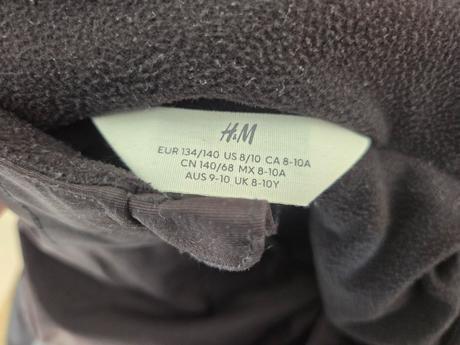 H&M
EUR 134/140 US 8/10 CA 8-10A
CN 140/68 MX 8-10A
AUS 9-10 UK 8-10Y